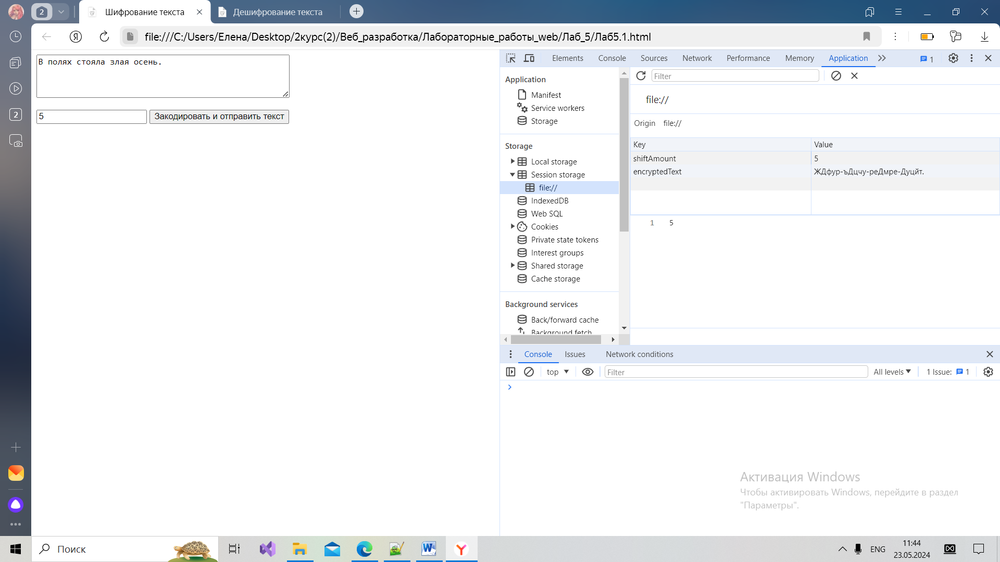 2
Шифрование текста
Дешифрование текста
file:///C:/Users/Елена/Desktop/2курс(2)/Веб_разработка/Лабораторные_работы_web/Лаб_5/Лаб5.1.html
2
В полях стояла злая осень.
5
Закодировать и отправить текст
Elements Console Sources Network Performance Memory Application 1
Application
Manifest
Service workers
Storage
Storage
Local storage
Session storage
file://
IndexedDB
Web SQL
Cookies
Private state tokens
Interest groups
Shared storage
Cache storage
Background services
Back/forward cache
Background fetch
Filter
file://
Origin file://
Key Value
shiftAmount 5
encryptedText ЖДфур-ъДцчу-реДмре-Дуцйт.
1 5
Console Issues Network conditions
top Filter All levels 1 Issue: 1
Активация Windows
Чтобы активировать Windows, перейдите в раздел
"Параметры".
Поиск
ENG
11:44
23.05.2024